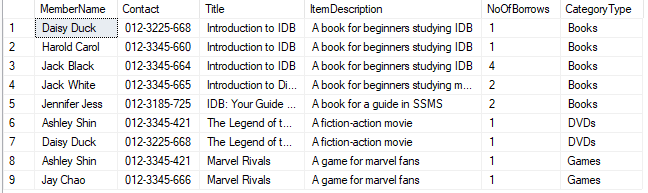 MemberName Contact Title ItemDescription NoOfBorrows CategoryType
1 Daisy Duck 012-3225-668 Introduction to IDB A book for beginners studying IDB 1 Books
2 Harold Carol 012-3345-660 Introduction to IDB A book for beginners studying IDB 1 Books
3 Jack Black 012-3345-664 Introduction to IDB A book for beginners studying IDB 4 Books
4 Jack White 012-3345-665 Introduction to Di... A book for beginners studying m... 2 Books
5 Jennifer Jess 012-3185-725 IDB: Your Guide ... A book for a guide in SSMS 2 Books
6 Ashley Shin 012-3345-421 The Legend of t... A fiction-action movie 1 DVDs
7 Daisy Duck 012-3225-668 The Legend of t... A fiction-action movie 1 DVDs
8 Ashley Shin 012-3345-421 Marvel Rivals A game for marvel fans 1 Games
9 Jay Chao 012-3345-666 Marvel Rivals A game for marvel fans 1 Games